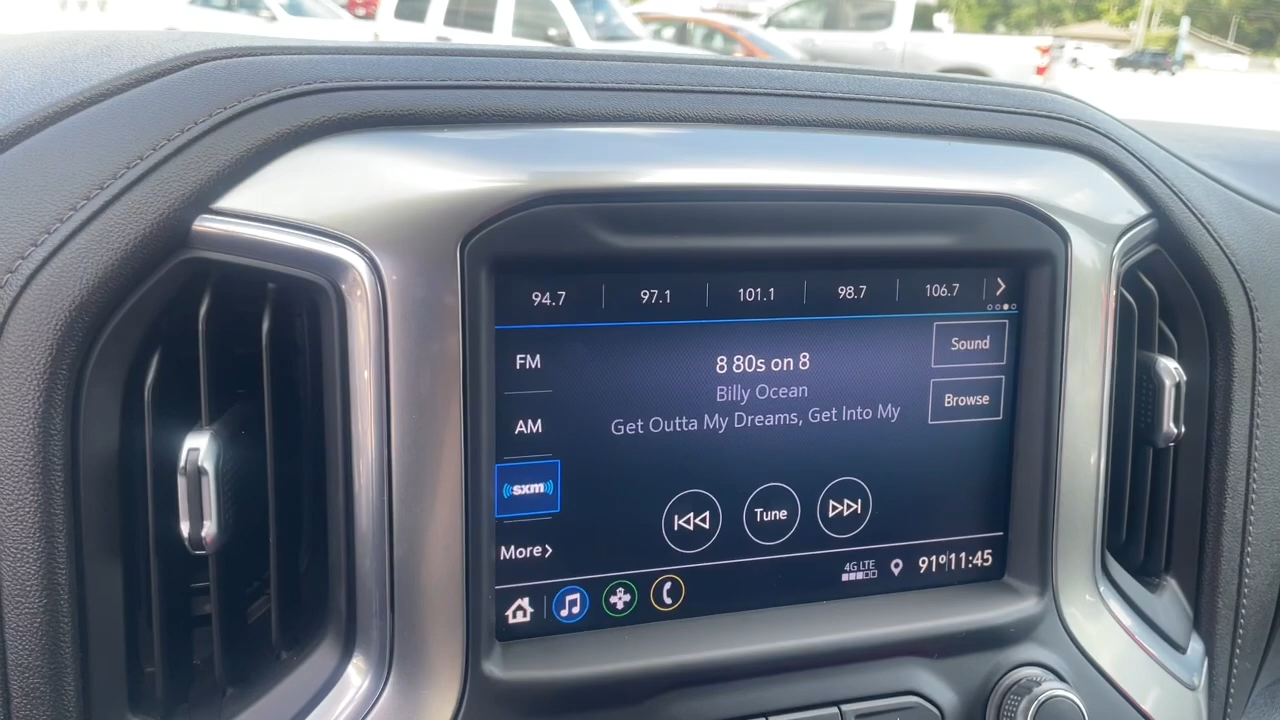 94.7 97.1 101.1 98.7 106.7
FM
AM
sxm
More
8 80s on 8
Billy Ocean
Get Outta My Dreams, Get Into My
Sound
Browse
Tune
4G LTE
91° 11:45